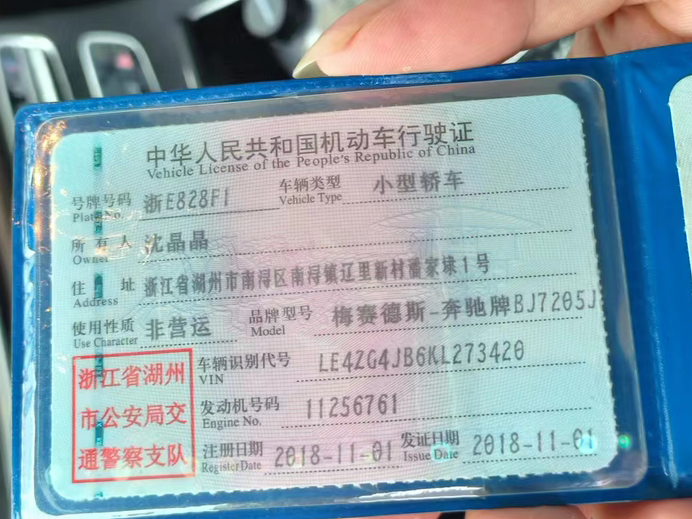 中华人民共和国机动车行驶证
Vehicle License of the People's Republic of China
号牌号码 浙E828F1 车辆类型 小型轿车
Plate No. Vehicle Type
所有人 沈晶晶
Owner
住址 浙江省湖州市南浔区南浔镇辽里新村潘家埭1号
Address
使用性质 非营运 品牌型号 梅赛德斜-奔驰牌BJ7205J
Use Character Model
浙江省湖州
市公安局交
通警察支队
车辆识别代号 LE4ZG4JB6KL273420
VIN
发动机号码 11256761
Engine No.
注册日期 2018-11-01 发证日期 2018-11-01
Register Date Issue Date